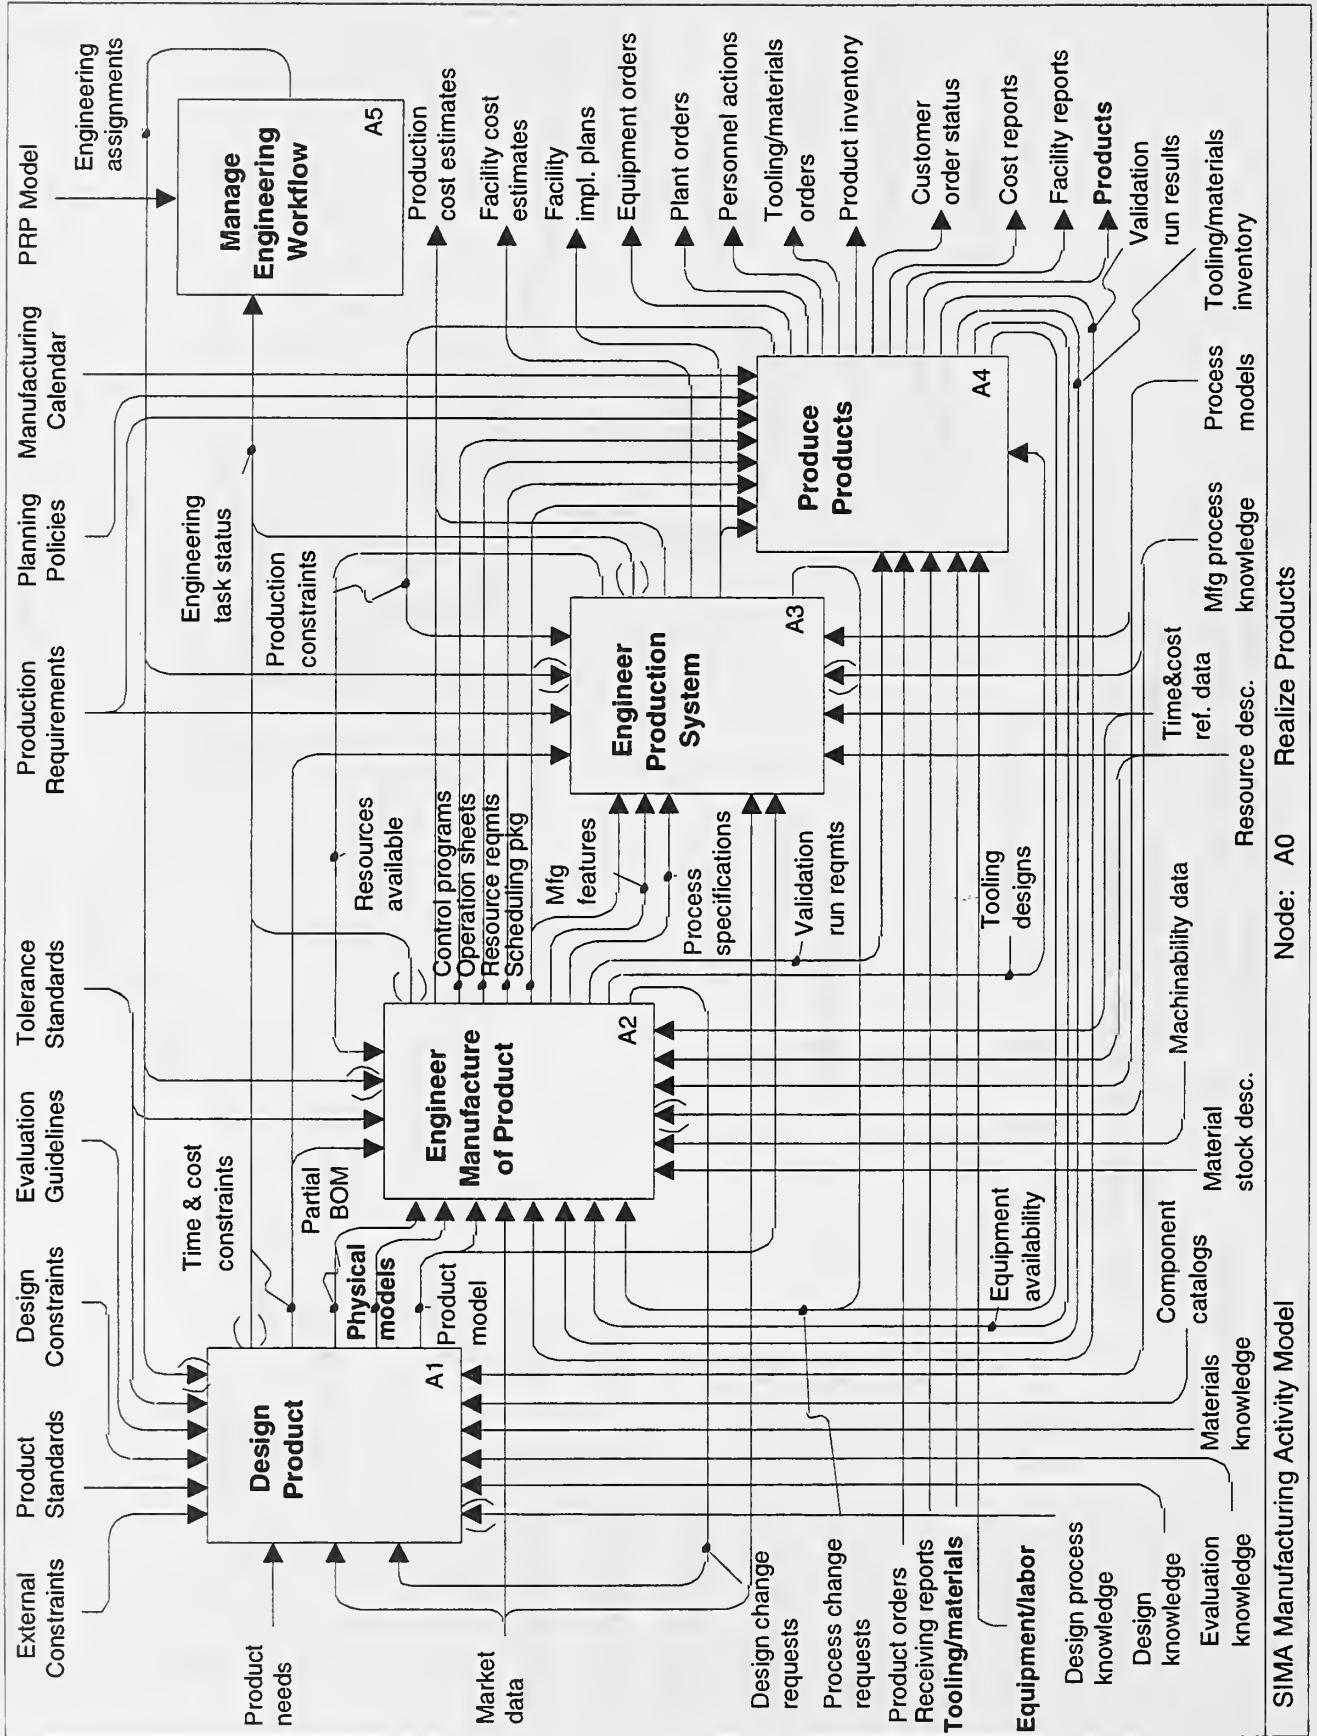 External
Constraints
Product
Standards
Design
Constraints
Evaluation
Guidelines
Tolerance
Standards
Production
Requirements
Planning
Policies
Manufacturing
Calendar
PRP Model
Engineering
assignments
Manage
Engineering
Workflow
A5
Engineering
task status
Production
constraints
Time & cost
constraints
Partial
BOM
Physical
models
Product
model
Resources
available
Control programs
Operation sheets
Resource reqmts
Scheduling pkg
Mfg
features
Process
specifications
Validation
run reqmts
Tooling
designs
Product
needs
Market
data
Design
Product
A1
Engineer
Manufacture
of Product
A2
Engineer
Production
System
A3
Produce
Products
A4
Production
cost estimates
Facility cost
estimates
Facility
impl. plans
Equipment orders
Plant orders
Personnel actions
Tooling/materials
orders
Product inventory
Customer
order status
Cost reports
Facility reports
Products
Validation
run results
Tooling/materials
inventory
Equipment
availability
Design change
requests
Process change
requests
Product orders
Receiving reports
Tooling/materials
Equipment/labor
Design process
knowledge
Design
knowledge
Evaluation
knowledge
Materials
knowledge
Component
catalogs
Material
stock desc.
Machinability data
Resource desc.
Time&cost
ref. data
Mfg process
knowledge
Process
models
SIMA Manufacturing Activity Model
Node: A0 Realize Products